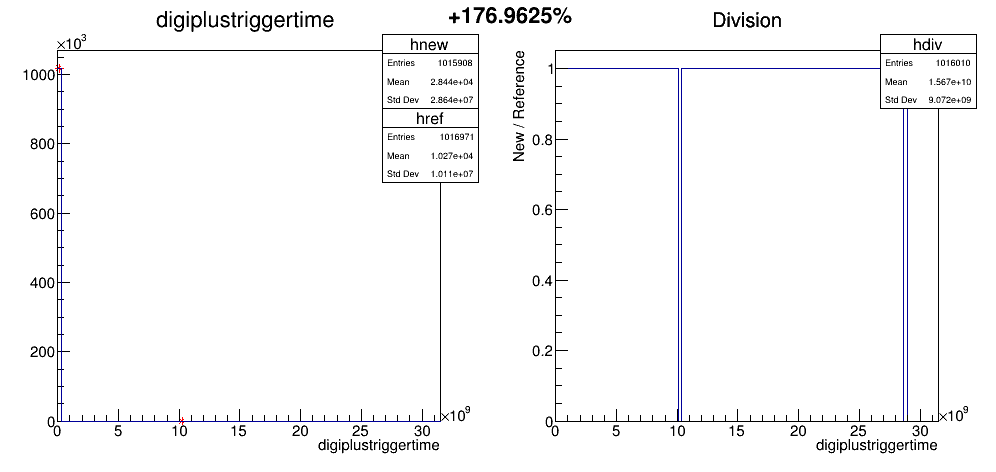 digiplustriggertime
+176.9625%
Division
×10³
hnew
Entries 1015908
Mean 2.844e+04
Std Dev 2.864e+07
href
Entries 1016971
Mean 1.027e+04
Std Dev 1.011e+07
1000
800
600
400
200
0
0 5 10 15 20 25 30
×10⁹
digiplustriggertime
hdiv
Entries 1016010
Mean 1.567e+10
Std Dev 9.072e+09
New / Reference
1
0.8
0.6
0.4
0.2
0
0 5 10 15 20 25 30
×10⁹
digiplustriggertime